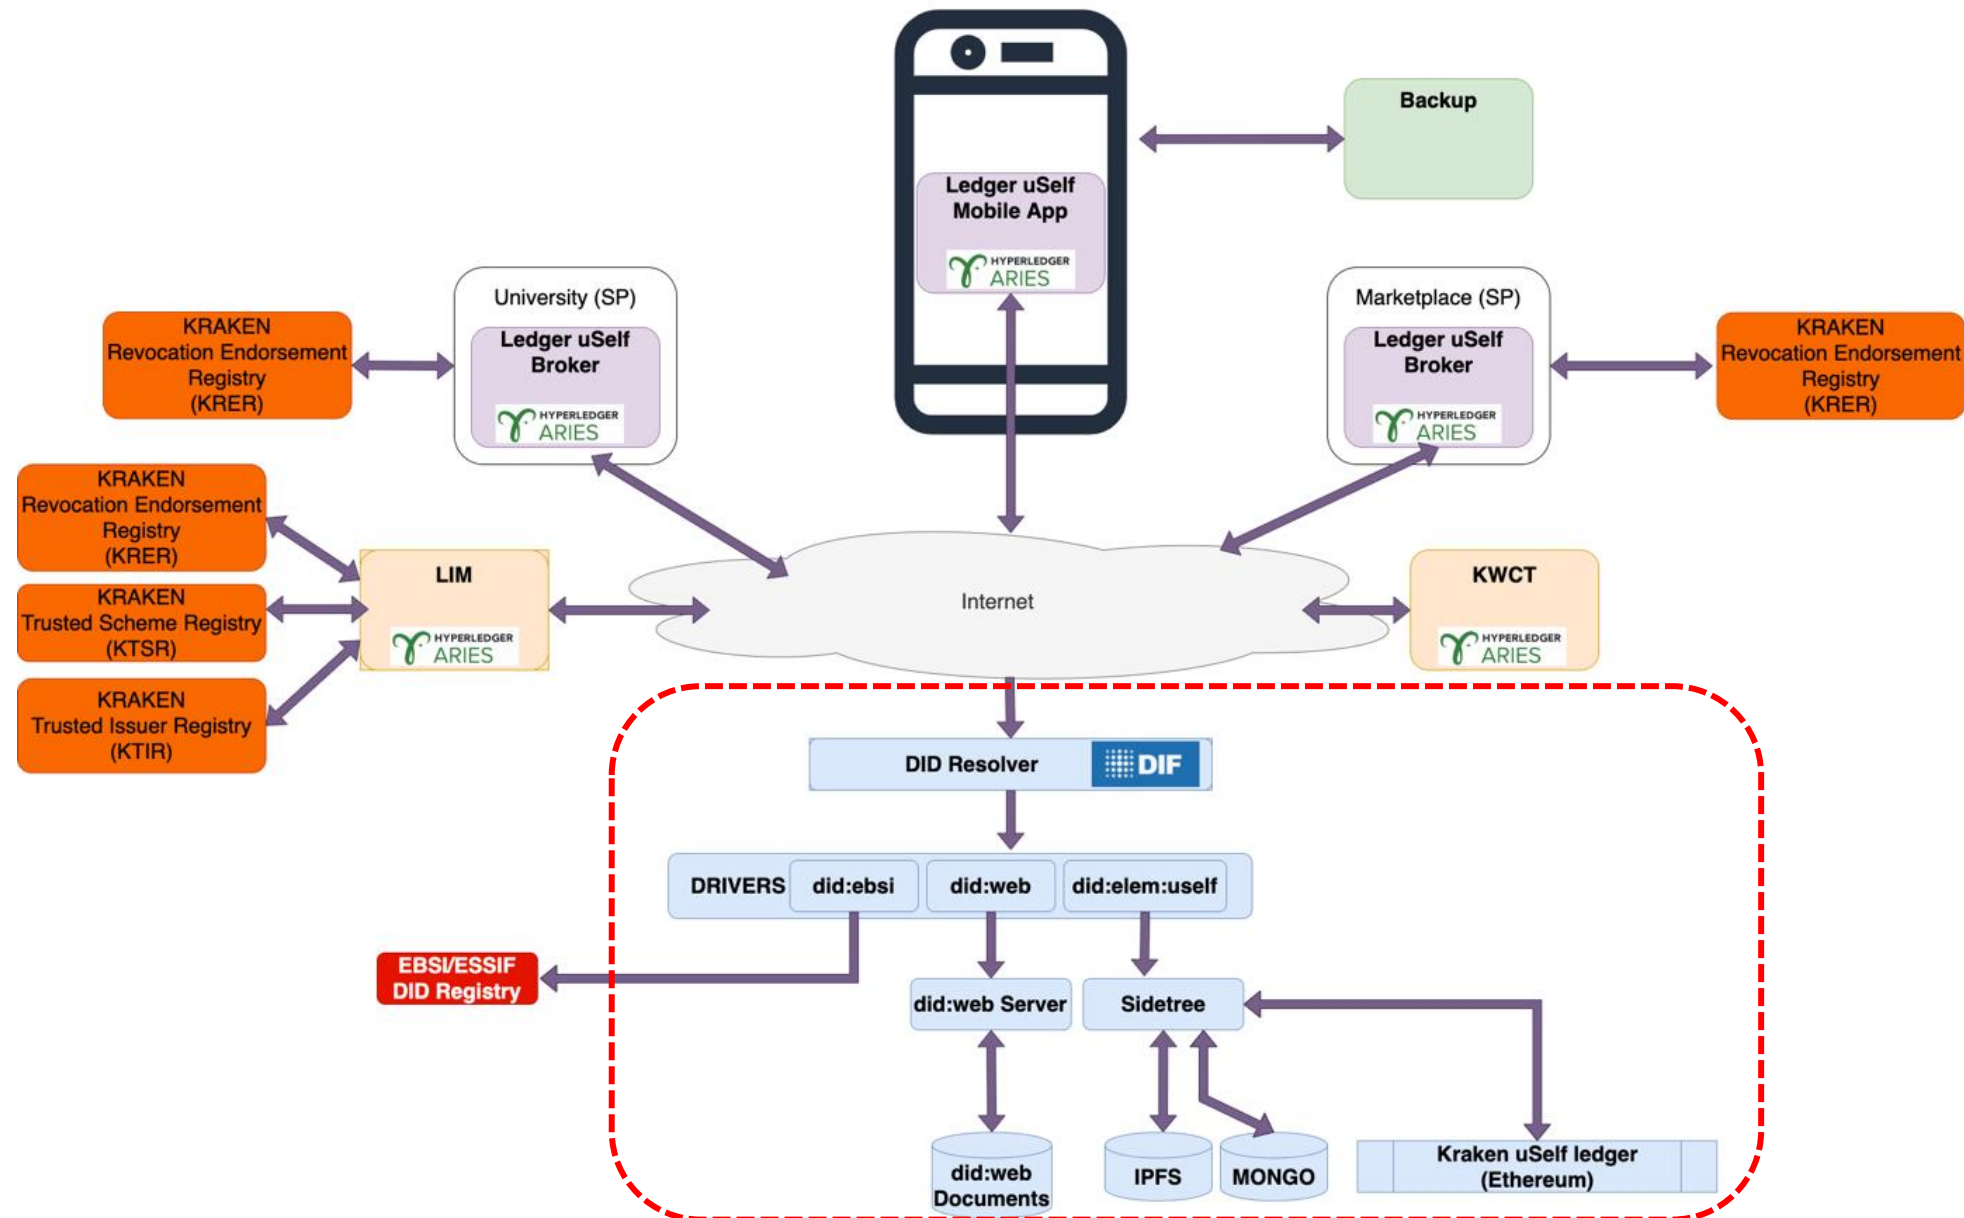 Backup
Ledger uSelf
Mobile App
HYPERLEDGER
ARIES
University (SP)
Ledger uSelf
Broker
HYPERLEDGER
ARIES
Marketplace (SP)
Ledger uSelf
Broker
HYPERLEDGER
ARIES
KRAKEN
Revocation Endorsement
Registry
(KRER)
KRAKEN
Revocation Endorsement
Registry
(KRER)
KRAKEN
Revocation Endorsement
Registry
(KRER)
KRAKEN
Trusted Scheme Registry
(KTSR)
KRAKEN
Trusted Issuer Registry
(KTIR)
LIM
HYPERLEDGER
ARIES
Internet
KWCT
HYPERLEDGER
ARIES
DID Resolver
DIF
DRIVERS
did:ebsi
did:web
did:elem:uself
EBSI/ESSIF
DID Registry
did:web Server
Sidetree
did:web
Documents
IPFS
MONGO
Kraken uSelf ledger
(Ethereum)